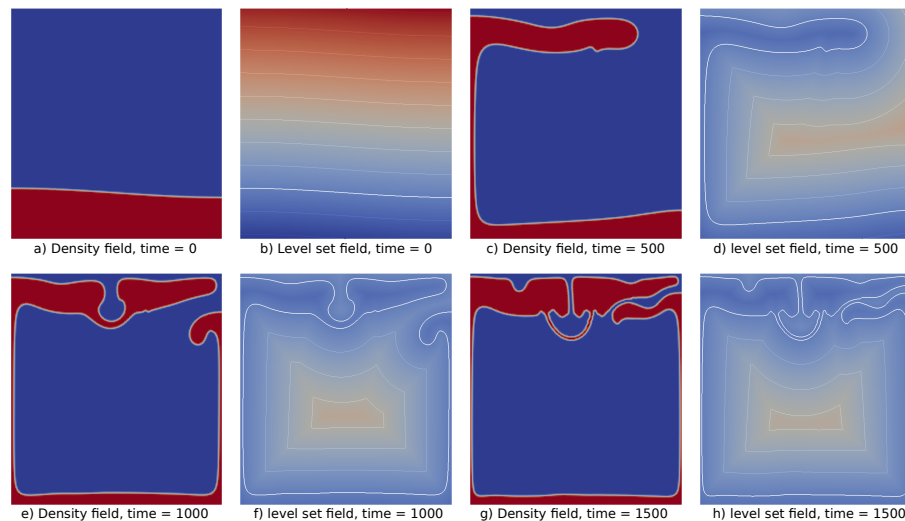 a) Density field, time = 0
b) Level set field, time = 0
c) Density field, time = 500
d) level set field, time = 500
e) Density field, time = 1000
f) level set field, time = 1000
g) Density field, time = 1500
h) level set field, time = 1500